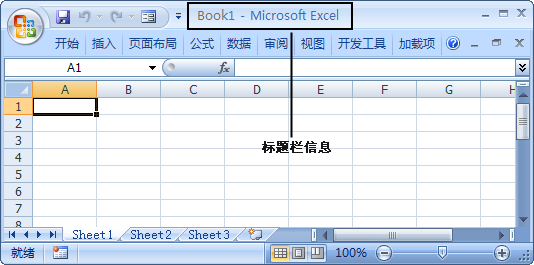 Book1 - Microsoft Excel
开始 插入 页面布局 公式 数据 审阅 视图 开发工具 加载项
A1 fx
A B C D E F G H
1
2
3
标题栏信息
4
5
6
7
8
Sheet1 Sheet2 Sheet3
就绪 100%